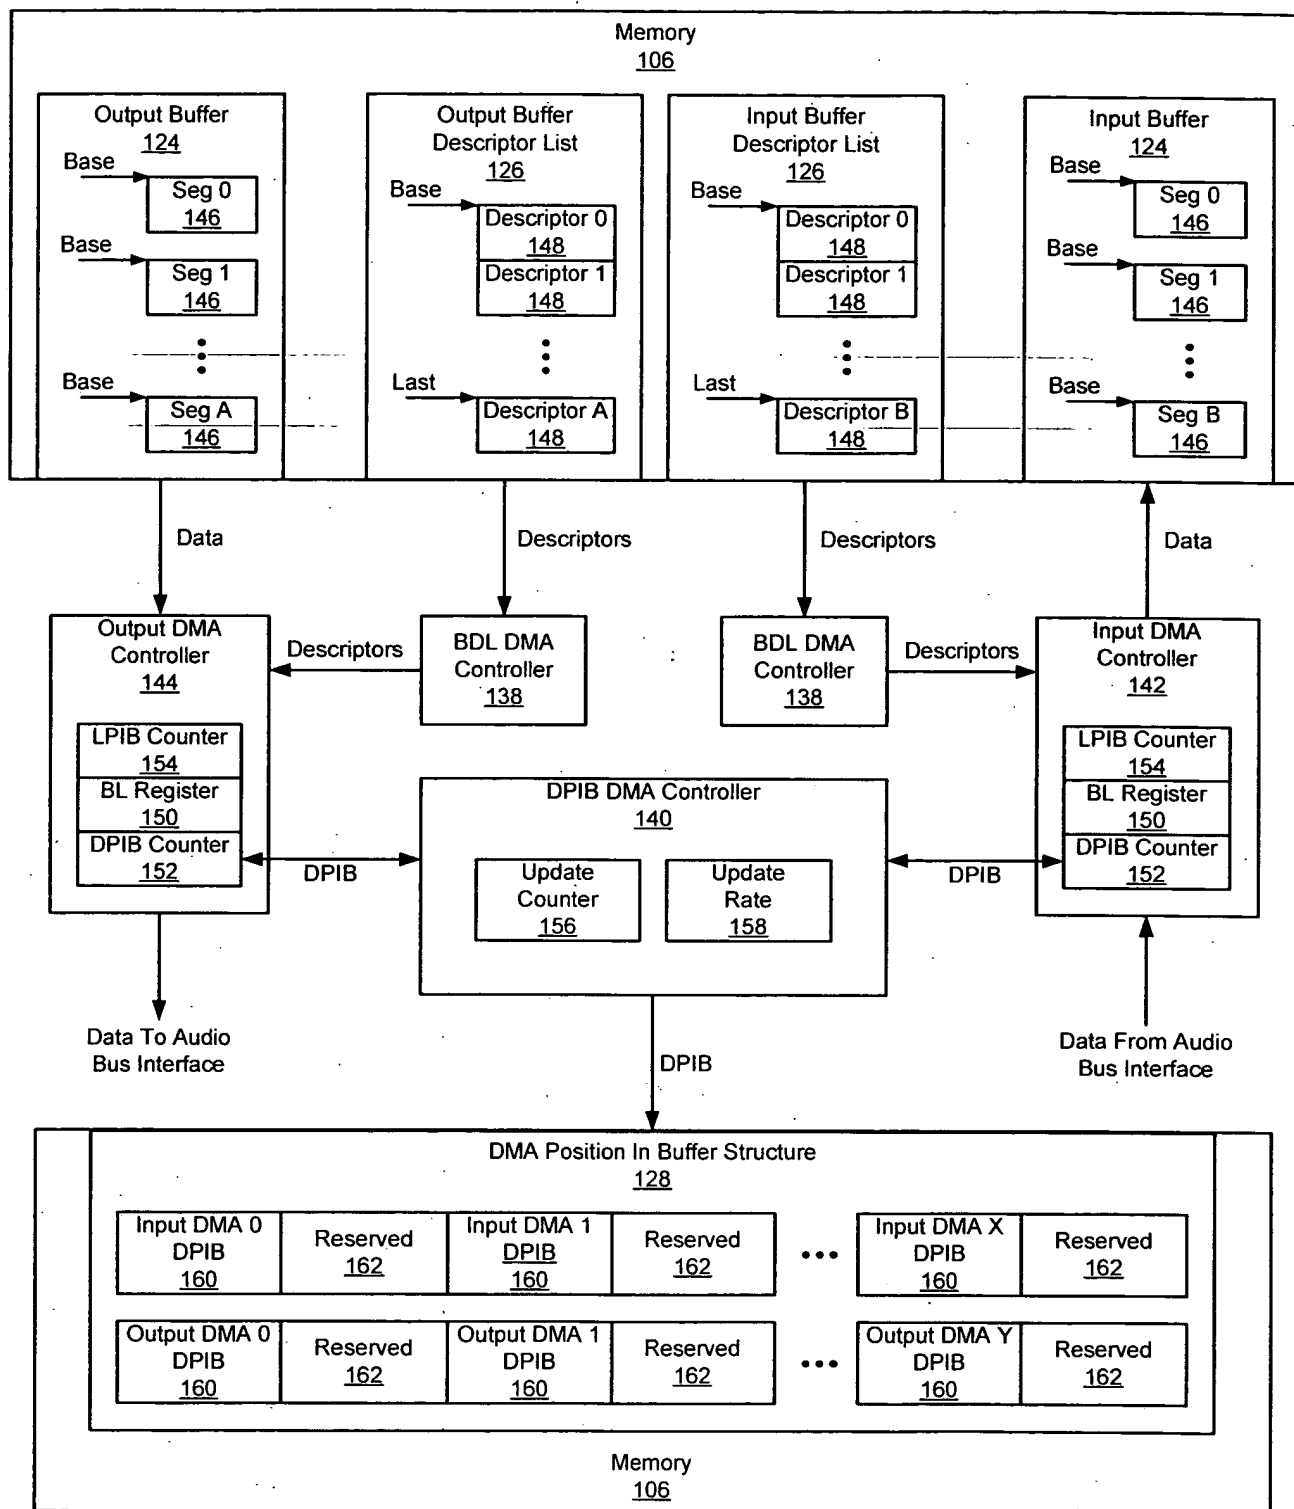 Memory
106
Output Buffer
124
Base
Seg 0
146
Base
Seg 1
146
Base
Seg A
146
Output Buffer
Descriptor List
126
Base
Descriptor 0
148
Descriptor 1
148
Last
Descriptor A
148
Input Buffer
Descriptor List
126
Base
Descriptor 0
148
Descriptor 1
148
Last
Descriptor B
148
Input Buffer
124
Base
Seg 0
146
Base
Seg 1
146
Base
Seg B
146
Data
Descriptors
Descriptors
Data
Output DMA
Controller
144
LPIB Counter
154
BL Register
150
DPIB Counter
152
Descriptors
BDL DMA
Controller
138
BDL DMA
Controller
138
Descriptors
Input DMA
Controller
142
LPIB Counter
154
BL Register
150
DPIB Counter
152
DPIB
DPIB DMA Controller
140
Update
Counter
156
Update
Rate
158
DPIB
Data To Audio
Bus Interface
DPIB
Data From Audio
Bus Interface
DMA Position In Buffer Structure
128
Input DMA 0
DPIB
160
Reserved
162
Input DMA 1
DPIB
160
Reserved
162
Input DMA X
DPIB
160
Reserved
162
Output DMA 0
DPIB
160
Reserved
162
Output DMA 1
DPIB
160
Reserved
162
Output DMA Y
DPIB
160
Reserved
162
Memory
106